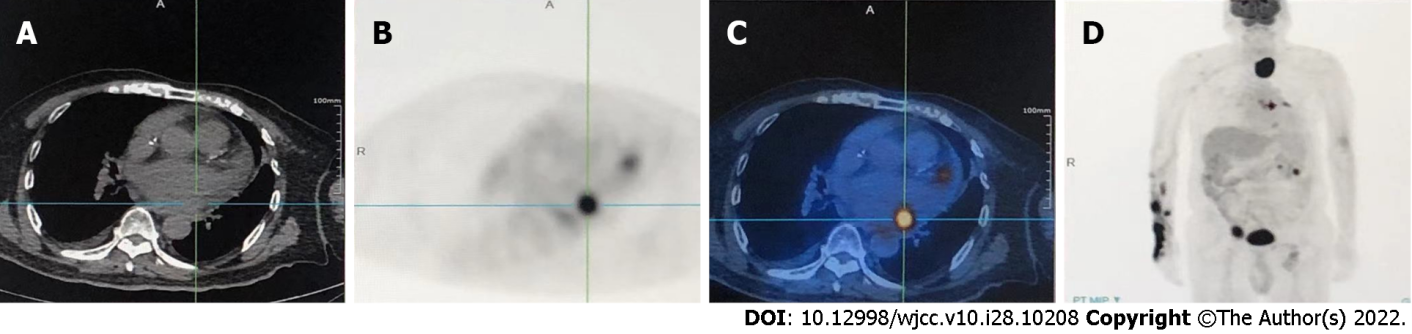 A
A
100mm
B
A
R
C
A
100mm
D
R
PT MIP
DOI: 10.12998/wjcc.v10.i28.10208 Copyright ©The Author(s) 2022.